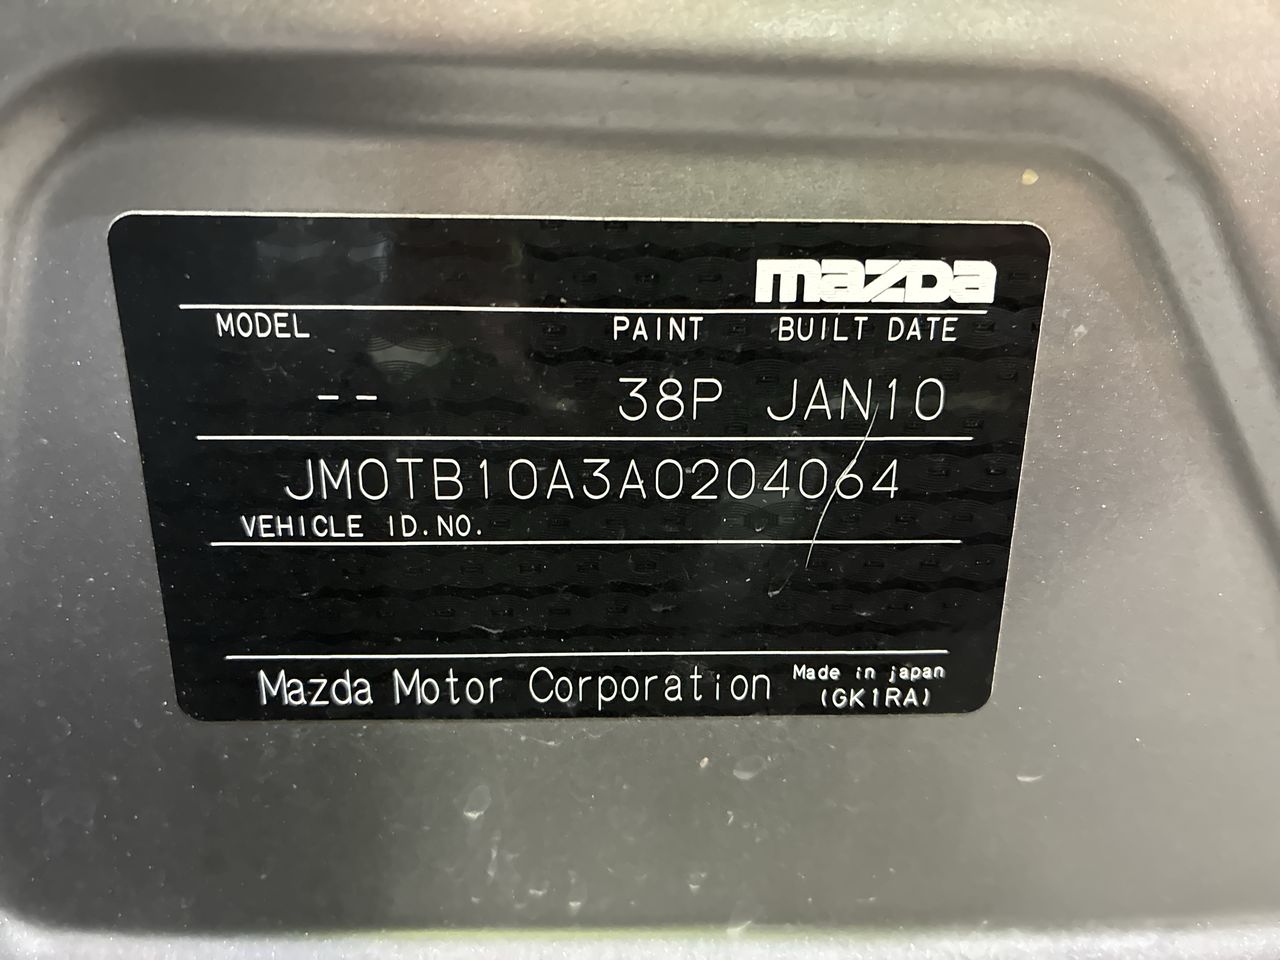 mazda
MODEL PAINT BUILT DATE
-- 38P JAN10
JM0TB10A3A0204064
VEHICLE ID.NO.
Mazda Motor Corporation Made in japan
(GK1RA)